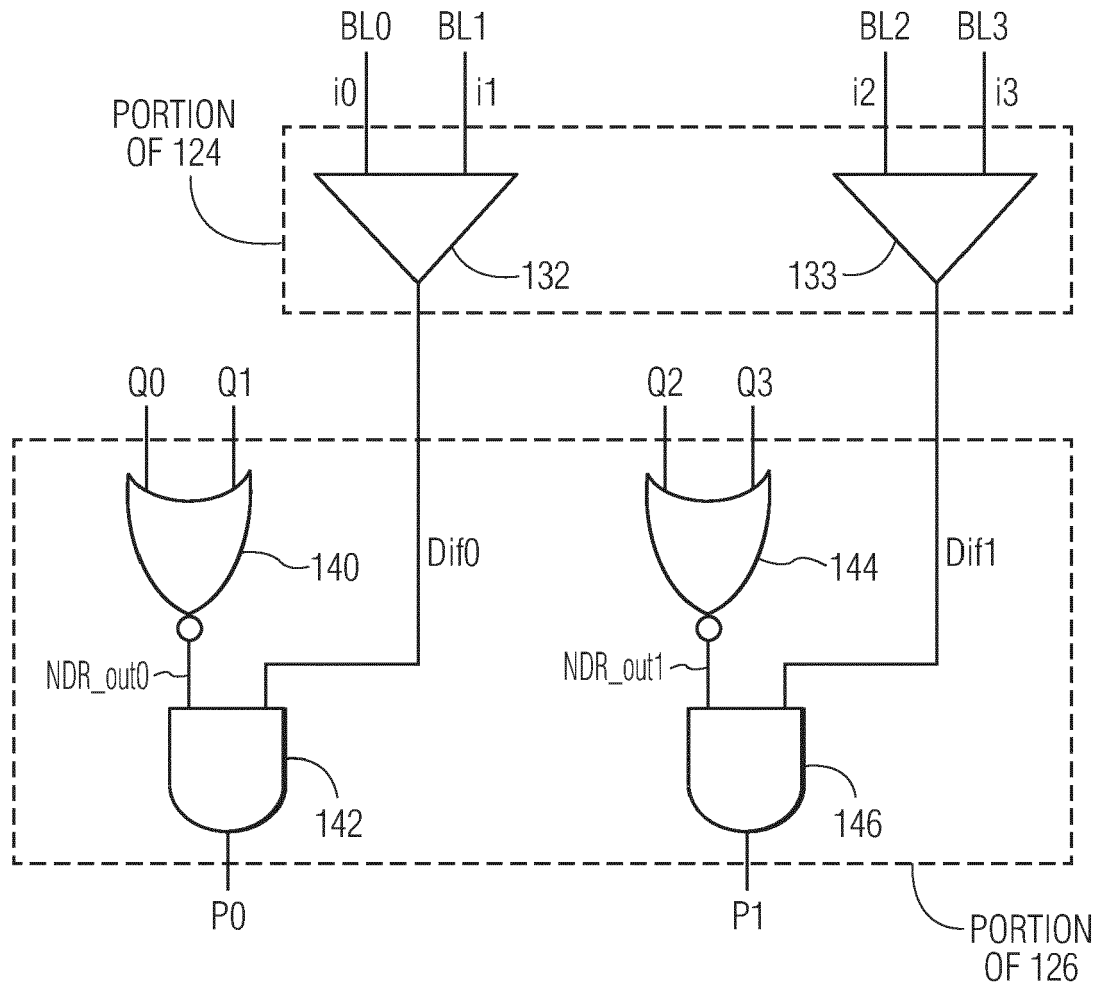 BL0 BL1 BL2 BL3
i0 i1 i2 i3
PORTION
OF 124
132 133
Q0 Q1 Q2 Q3
Dif0 Dif1
140 144
NDR_out0 NDR_out1
142 146
P0 P1
PORTION
OF 126